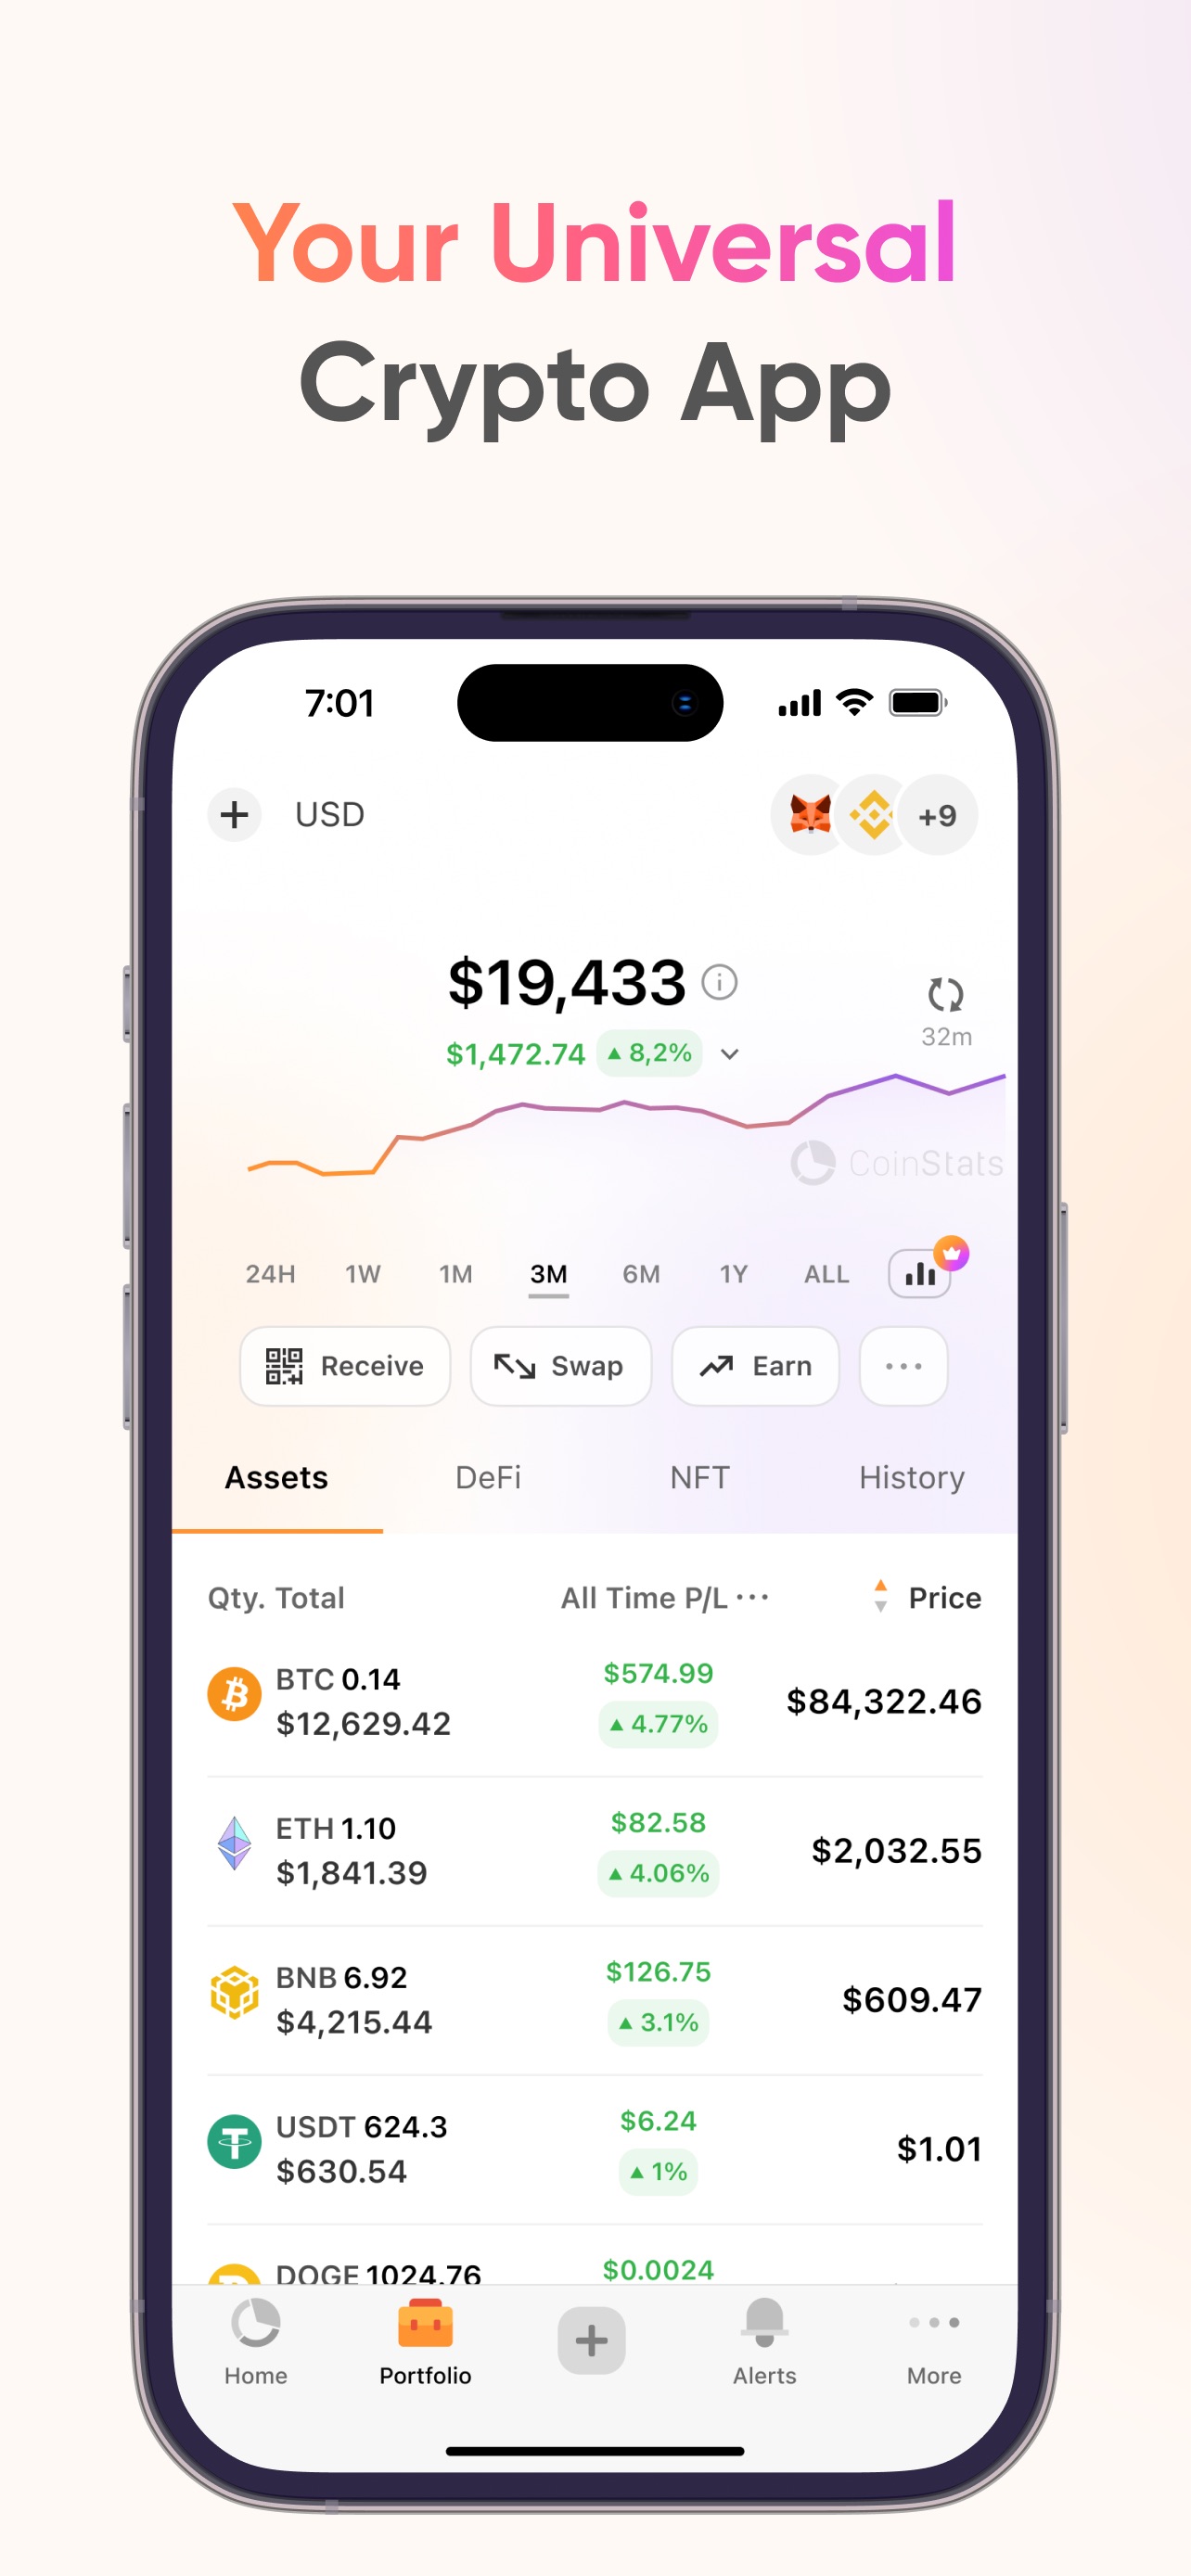 Your Universal
Crypto App
7:01
USD
+9
$19,433
$1,472.74 ▲ 8,2%
32m
CoinStats
24H 1W 1M 3M 6M 1Y ALL
Receive Swap Earn ...
Assets DeFi NFT History
Qty. Total All Time P/L ... Price
BTC 0.14 $574.99
$12,629.42 ▲ 4.77% $84,322.46
ETH 1.10 $82.58
$1,841.39 ▲ 4.06% $2,032.55
BNB 6.92 $126.75
$4,215.44 ▲ 3.1% $609.47
USDT 624.3 $6.24
$630.54 ▲ 1% $1.01
DOGE 1024.76 $0.0024
Home Portfolio Alerts More